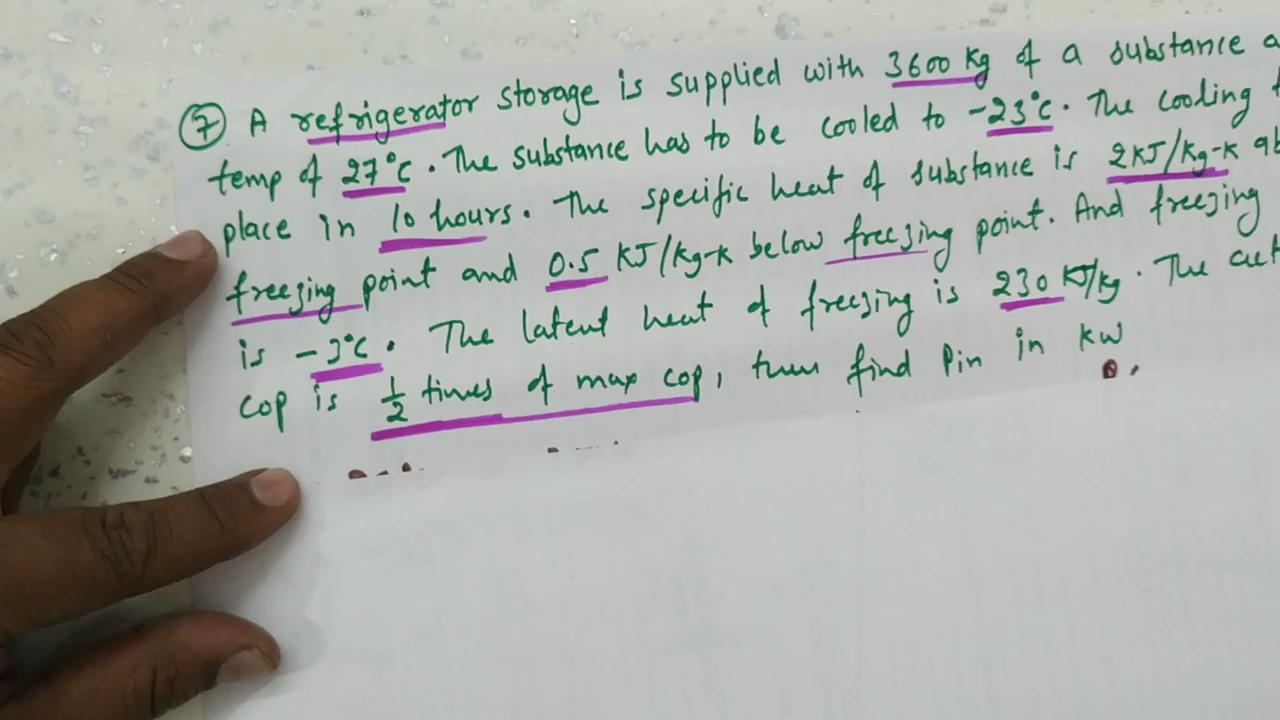 7 A refrigerator storage is supplied with 3600 Kg of a substance a
temp of 27°C. The substance has to be cooled to -23°C. The cooling t
place in 10 hours. The specific heat of substance is 2KJ/Kg-K ab
freezing point and 0.5 KJ/Kg-K below freezing point. And freezing
is -3°C. The latent heat of freezing is 230 KJ/Kg. The act
COP is 1/2 times of max COP, then find Pin in KW